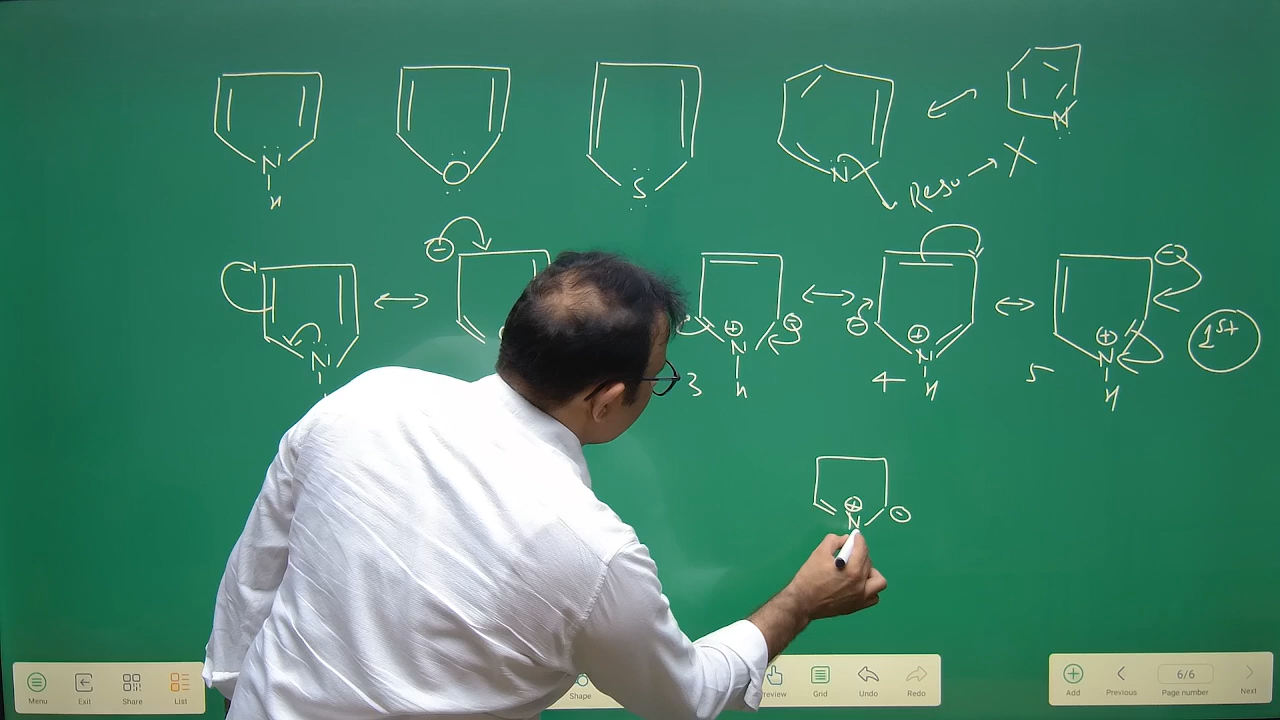 N
N
H
O
S
N
Reso → X
⊖
⊖
N
⊕
N
H
⊖
3
⊖
⊕
N
H
4
⊕
N
H
5
1st
⊕
N
⊖
Menu
Exit
Share
List
Shape
Grid
Undo
Redo
Add
Previous
6/6
Page number
Next